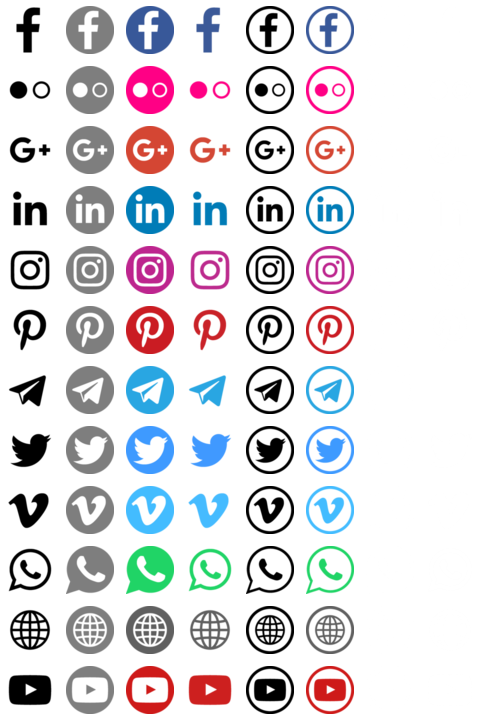 f f f f f f
G+ G+ G+ G+ G+ G+
in in in in in in
P P P P P P
V V V V V V